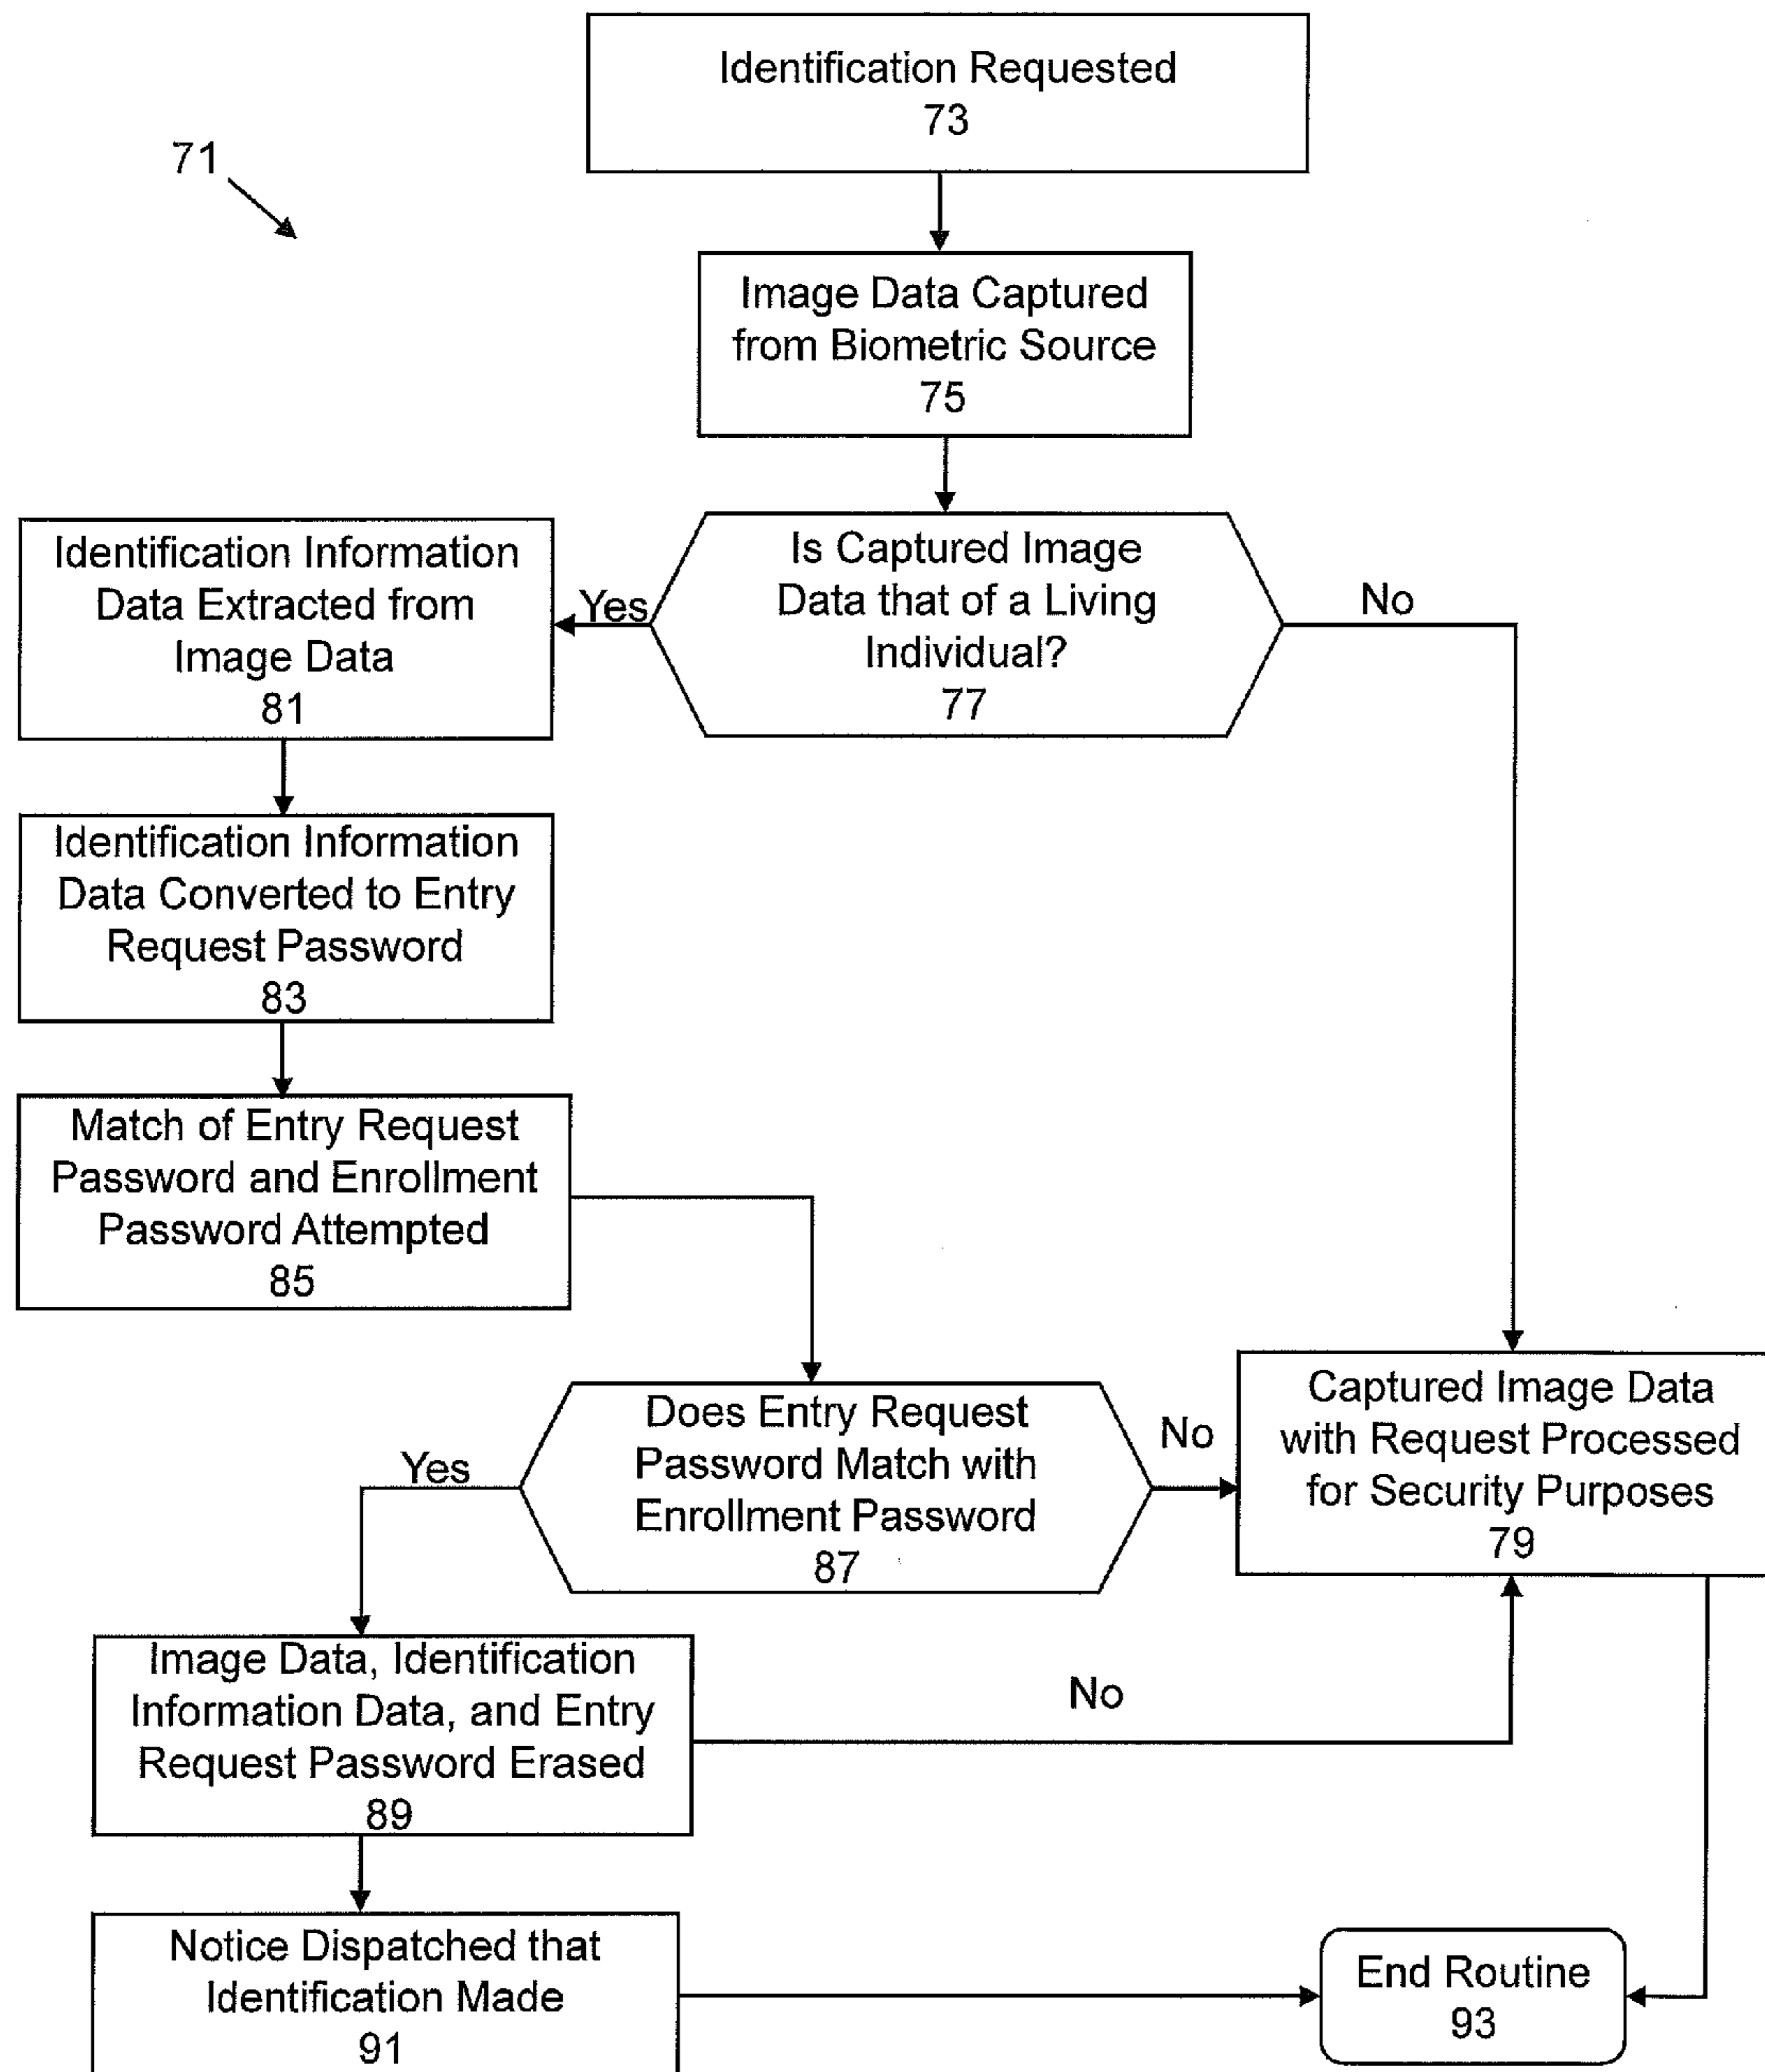 Identification Requested
73
71
Image Data Captured
from Biometric Source
75
Is Captured Image
Data that of a Living
Individual?
77
Yes
No
Identification Information
Data Extracted from
Image Data
81
Identification Information
Data Converted to Entry
Request Password
83
Match of Entry Request
Password and Enrollment
Password Attempted
85
Does Entry Request
Password Match with
Enrollment Password
87
Yes
No
Captured Image Data
with Request Processed
for Security Purposes
79
Image Data, Identification
Information Data, and Entry
Request Password Erased
89
No
Notice Dispatched that
Identification Made
91
End Routine
93